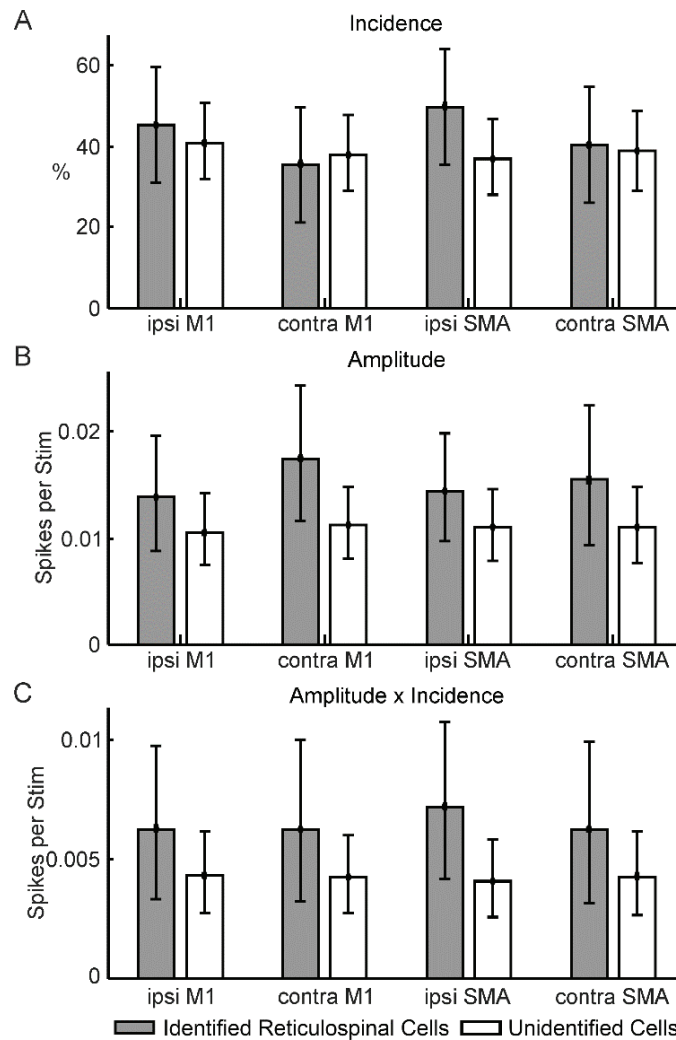 A
Incidence
60
40
%
20
0
ipsi M1 contra M1 ipsi SMA contra SMA
B
Amplitude
0.02
Spikes per Stim
0.01
0
ipsi M1 contra M1 ipsi SMA contra SMA
C
Amplitude x Incidence
0.01
Spikes per Stim
0.005
0
ipsi M1 contra M1 ipsi SMA contra SMA
Identified Reticulospinal Cells Unidentified Cells